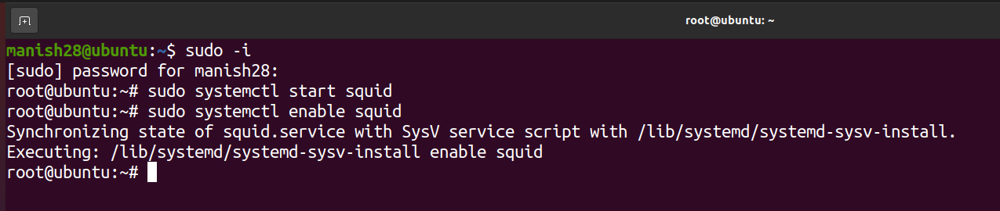 root@ubuntu: ~
manish28@ubuntu:~$ sudo -i
[sudo] password for manish28:
root@ubuntu:~# sudo systemctl start squid
root@ubuntu:~# sudo systemctl enable squid
Synchronizing state of squid.service with SysV service script with /lib/systemd/systemd-sysv-install.
Executing: /lib/systemd/systemd-sysv-install enable squid
root@ubuntu:~#